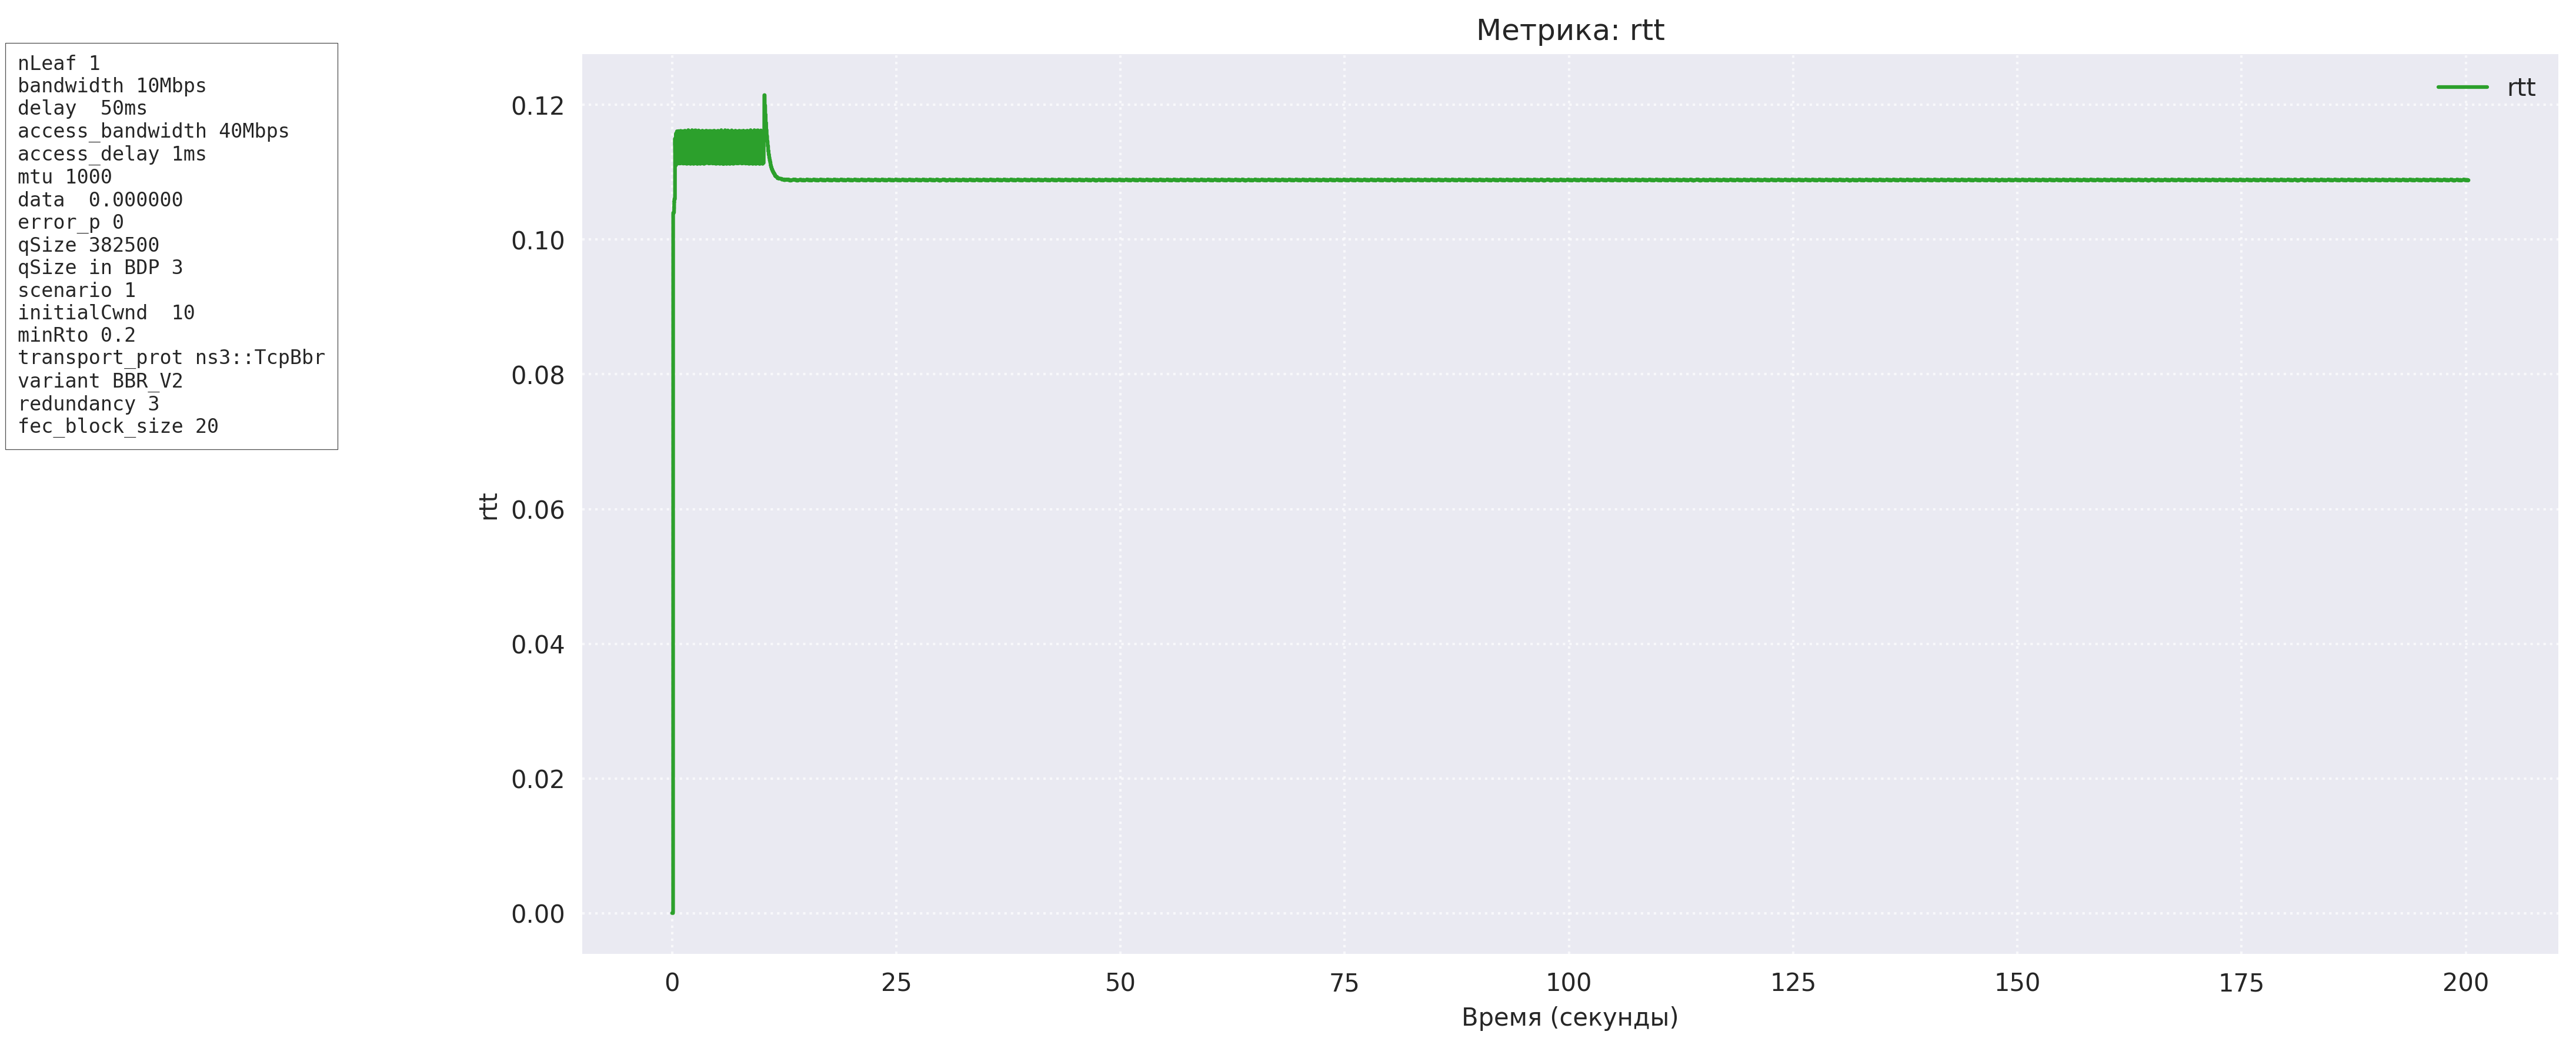 Метрика: rtt
nLeaf 1
bandwidth 10Mbps
delay  50ms
access_bandwidth 40Mbps
access_delay 1ms
mtu 1000
data  0.000000
error_p 0
qSize 382500
qSize in BDP 3
scenario 1
initialCwnd  10
minRto 0.2
transport_prot ns3::TcpBbr
variant BBR_V2
redundancy 3
fec_block_size 20
rtt
0.12
0.10
0.08
0.06
0.04
0.02
0.00
rtt
0 25 50 75 100 125 150 175 200
Время (секунды)